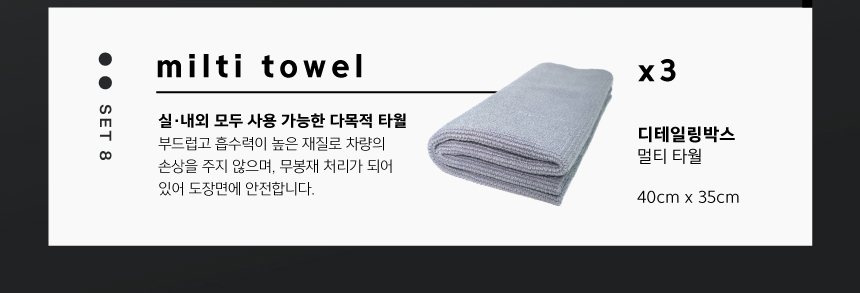 milti towel
x3
SET 8
실·내외 모두 사용 가능한 다목적 타월
부드럽고 흡수력이 높은 재질로 차량의
손상을 주지 않으며, 무봉재 처리가 되어
있어 도장면에 안전합니다.
디테일링박스
멀티 타월
40cm x 35cm